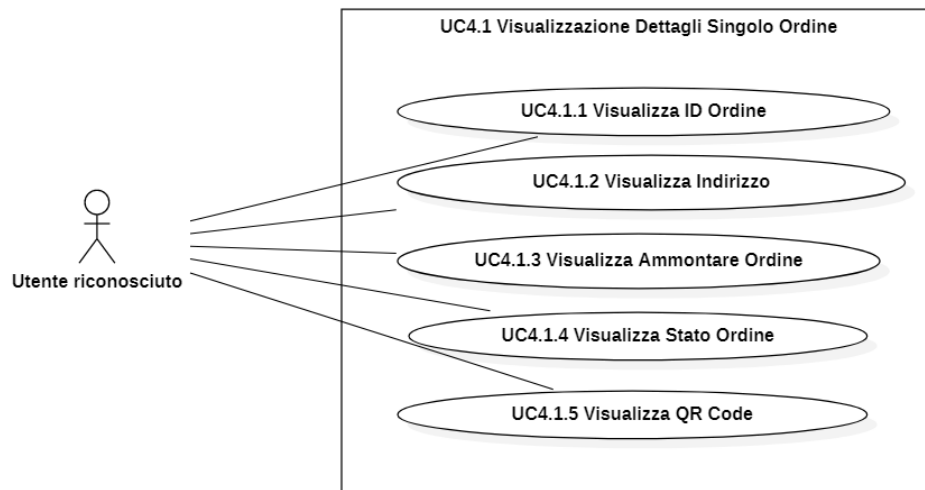 UC4.1 Visualizzazione Dettagli Singolo Ordine
UC4.1.1 Visualizza ID Ordine
UC4.1.2 Visualizza Indirizzo
Utente riconosciuto
UC4.1.3 Visualizza Ammontare Ordine
UC4.1.4 Visualizza Stato Ordine
UC4.1.5 Visualizza QR Code